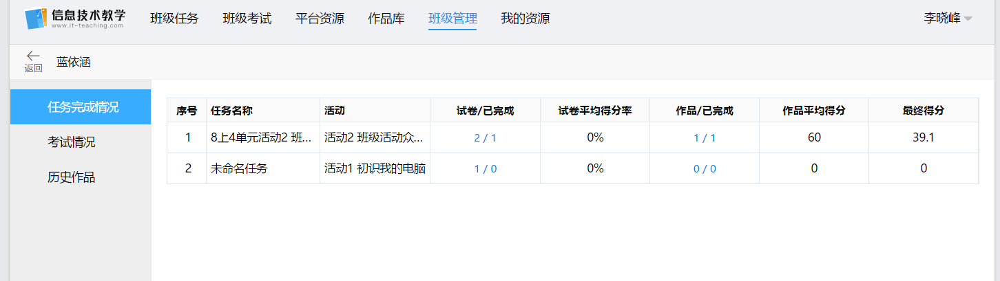 信息技术教学
www.it-teaching.com
班级任务 班级考试 平台资源 作品库 班级管理 我的资源 李晓峰
返回 蓝依涵
任务完成情况
考试情况
历史作品
序号 任务名称 活动 试卷/已完成 试卷平均得分率 作品/已完成 作品平均得分 最终得分
1 8上4单元活动2 班... 活动2 班级活动众... 2 / 1 0% 1 / 1 60 39.1
2 未命名任务 活动1 初识我的电脑 1 / 0 0% 0 / 0 0 0